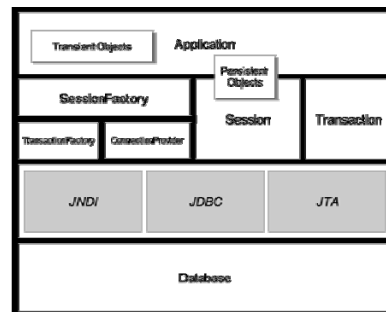 Transient Objects
Application
Persistent
Objects
SessionFactory
Session
Transaction
TransactionFactory
ConnectionProvider
JNDI
JDBC
JTA
Database